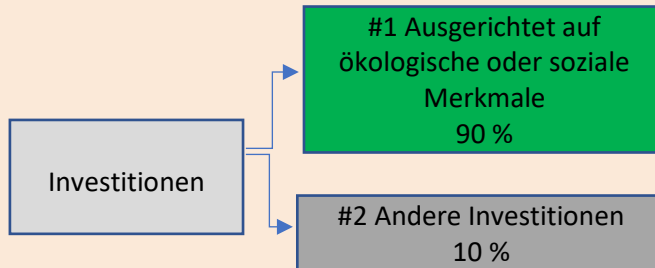 #1 Ausgerichtet auf
ökologische oder soziale
Merkmale
90 %
Investitionen
#2 Andere Investitionen
10 %